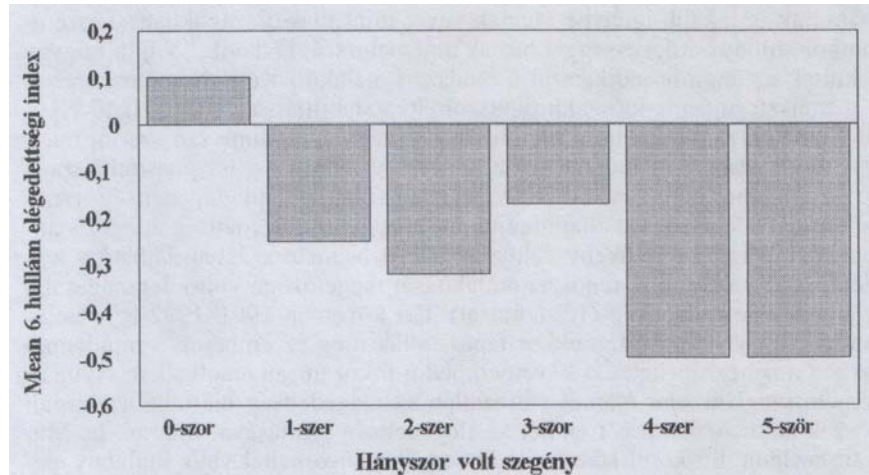 0,2
0,1
0
-0,1
-0,2
-0,3
-0,4
-0,5
-0,6
Mean 6. hullám elégedettségi index
0-szor
1-szer
2-szer
3-szor
4-szer
5-ször
Hányszor volt szegény